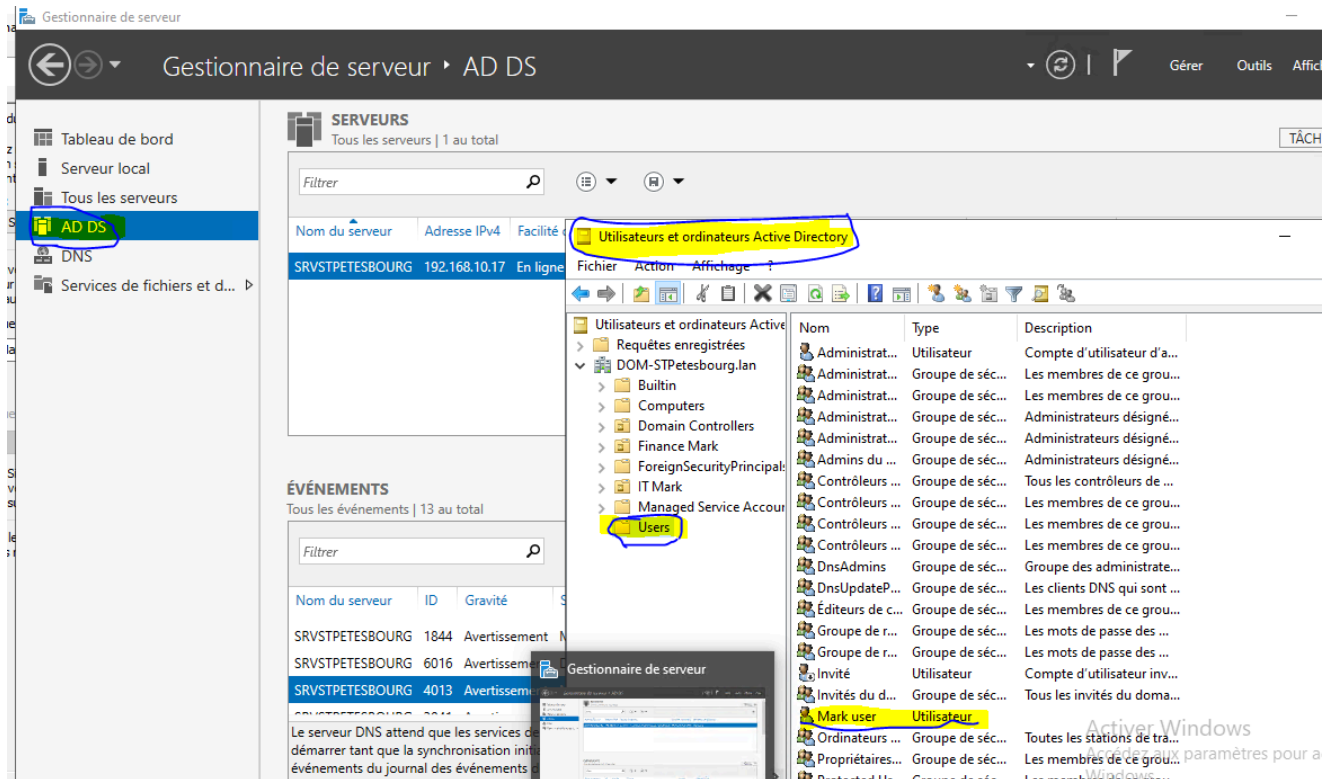 Gestionnaire de serveur
Gestionnaire de serveur ‣ AD DS
Gérer Outils
Tableau de bord
Serveur local
Tous les serveurs
AD DS
DNS
Services de fichiers et d...
SERVEURS
Tous les serveurs | 1 au total
Filtrer
Nom du serveur Adresse IPv4 Facilité
SRVSTPETESBOURG 192.168.10.17 En ligne
ÉVÉNEMENTS
Tous les événements | 13 au total
Filtrer
Nom du serveur ID Gravité
SRVSTPETESBOURG 1844 Avertissement
SRVSTPETESBOURG 6016
SRVSTPETESBOURG 4013
Le serveur DNS attend que les services de
démarrer tant que la synchronisation
événements du journal des événements
Gestionnaire de serveur
Utilisateurs et ordinateurs Active Directory
Fichier Action Affichage ?
Utilisateurs et ordinateurs Active
Requêtes enregistrées
DOM-STPetesbourg.lan
Builtin
Computers
Domain Controllers
Finance Mark
ForeignSecurityPrincipals
IT Mark
Managed Service
Users
Nom Type Description
Administrat... Utilisateur Compte d'utilisateur d'a...
Administrat... Groupe de séc... Les membres de ce grou...
Administrat... Groupe de séc... Les membres de ce grou...
Administrat... Groupe de séc... Administrateurs désigné...
Administrat... Groupe de séc... Administrateurs désigné...
Admins du ... Groupe de séc... Administrateurs désigné...
Contrôleurs ... Groupe de séc... Tous les contrôleurs de ...
Contrôleurs ... Groupe de séc... Les membres de ce grou...
Contrôleurs ... Groupe de séc... Les membres de ce grou...
Contrôleurs ... Groupe de séc... Les membres de ce grou...
DnsAdmins Groupe de séc... Groupe des administrate...
DnsUpdateP... Groupe de séc... Les clients DNS qui sont ...
Éditeurs de c... Groupe de séc... Les membres de ce grou...
Groupe de r... Groupe de séc... Les mots de passe des ...
Groupe de r... Groupe de séc... Les mots de passe des ...
Invité Utilisateur Compte d'utilisateur inv...
Invités du d... Groupe de séc... Tous les invités du doma...
Mark user Utilisateur
Ordinateurs ... Groupe de séc... Toutes les stations de tra...
Propriétaires... Groupe de séc... Les membres de ce grou...
Activer Windows
Accédez aux paramètres pour
Windows